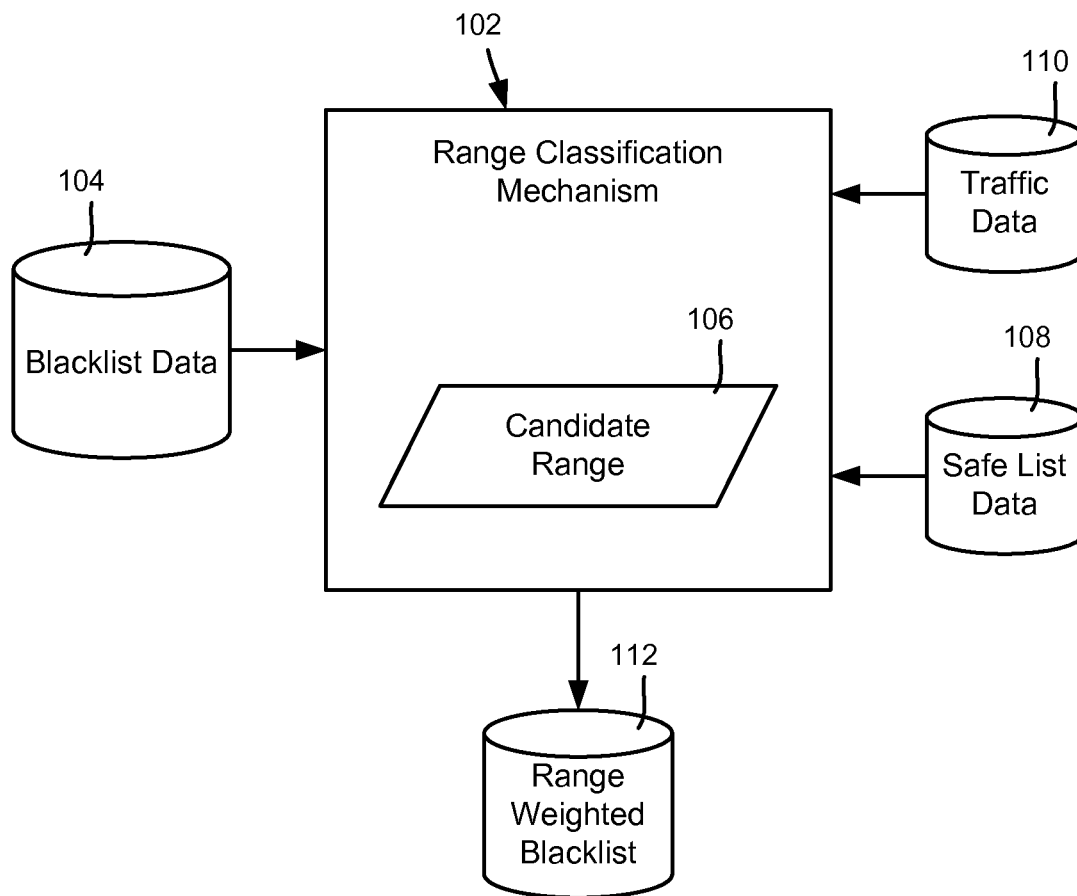 102
110
Range Classification
Mechanism
Traffic
Data
104
Blacklist Data
106
108
Candidate
Range
Safe List
Data
112
Range
Weighted
Blacklist